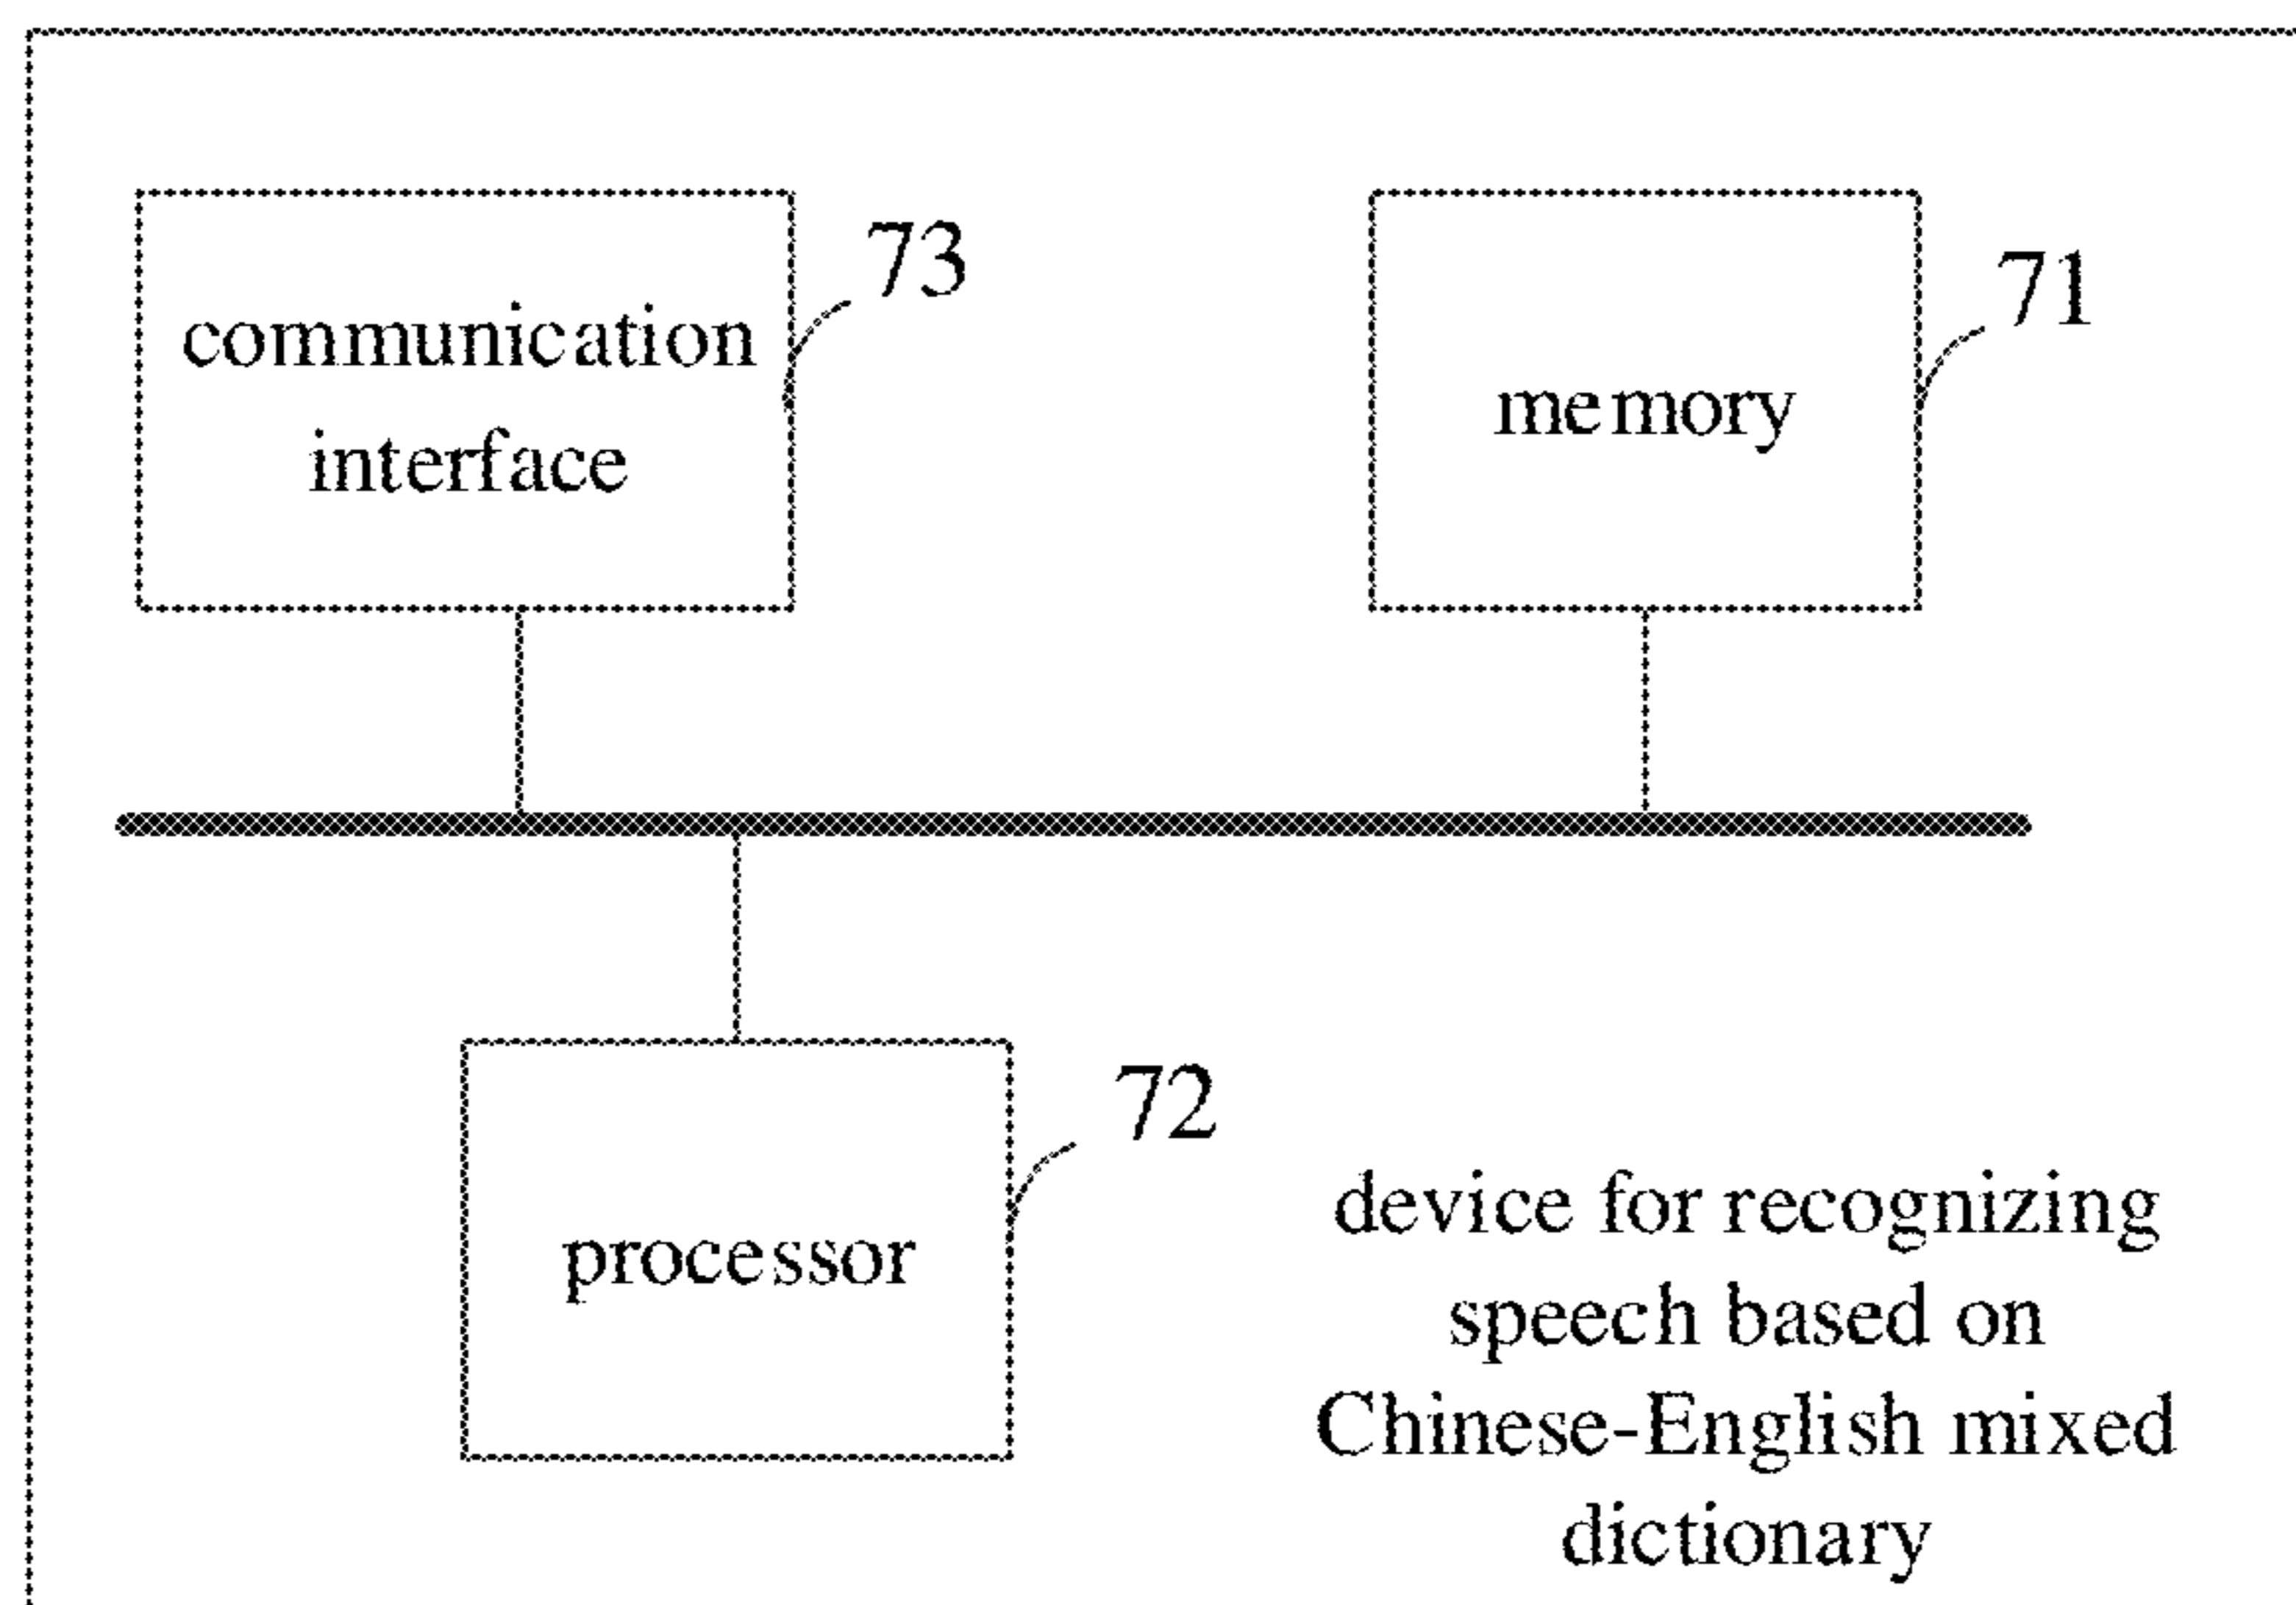 73
communication
interface
71
memory
72
processor
device for recognizing
speech based on
Chinese-English mixed
dictionary